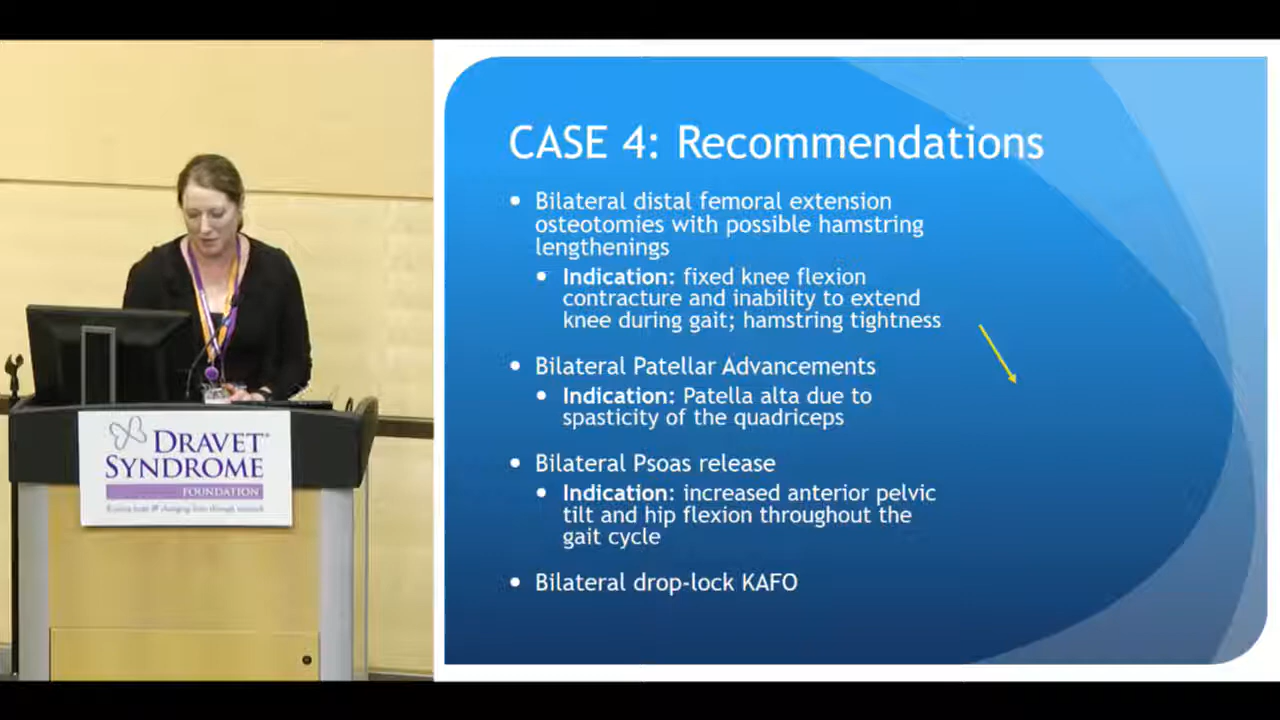 CASE 4: Recommendations
• Bilateral distal femoral extension
osteotomies with possible hamstring
lengthenings
• Indication: fixed knee flexion
contracture and inability to extend
knee during gait; hamstring tightness
• Bilateral Patellar Advancements
• Indication: Patella alta due to
spasticity of the quadriceps
• Bilateral Psoas release
• Indication: increased anterior pelvic
tilt and hip flexion throughout the
gait cycle
• Bilateral drop-lock KAFO
DRAVET
SYNDROME
FOUNDATION